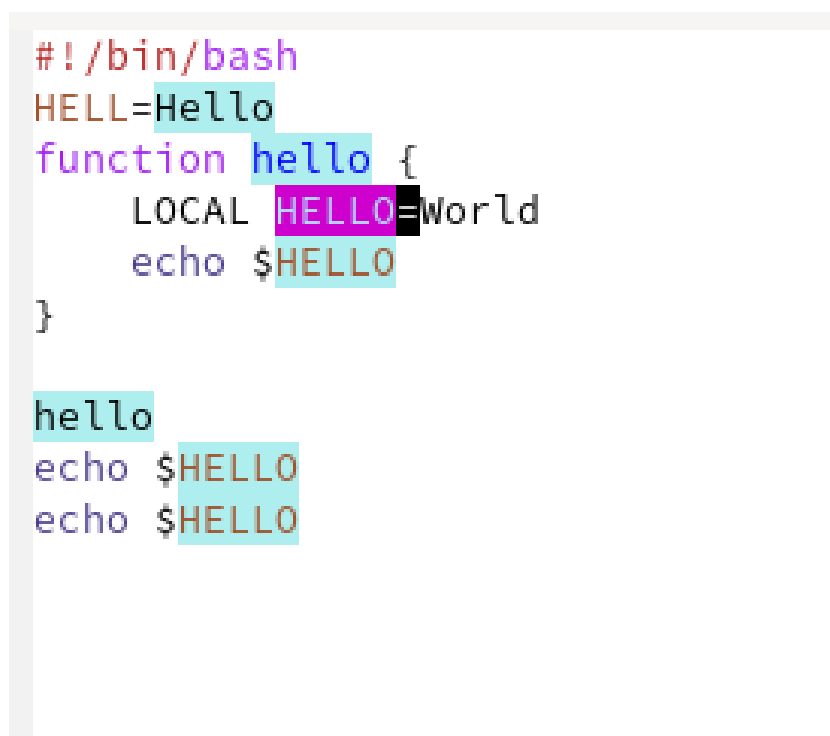 #!/bin/bash
HELL=Hello
function hello {
    LOCAL HELLO=World
    echo $HELLO
}

hello
echo $HELLO
echo $HELLO